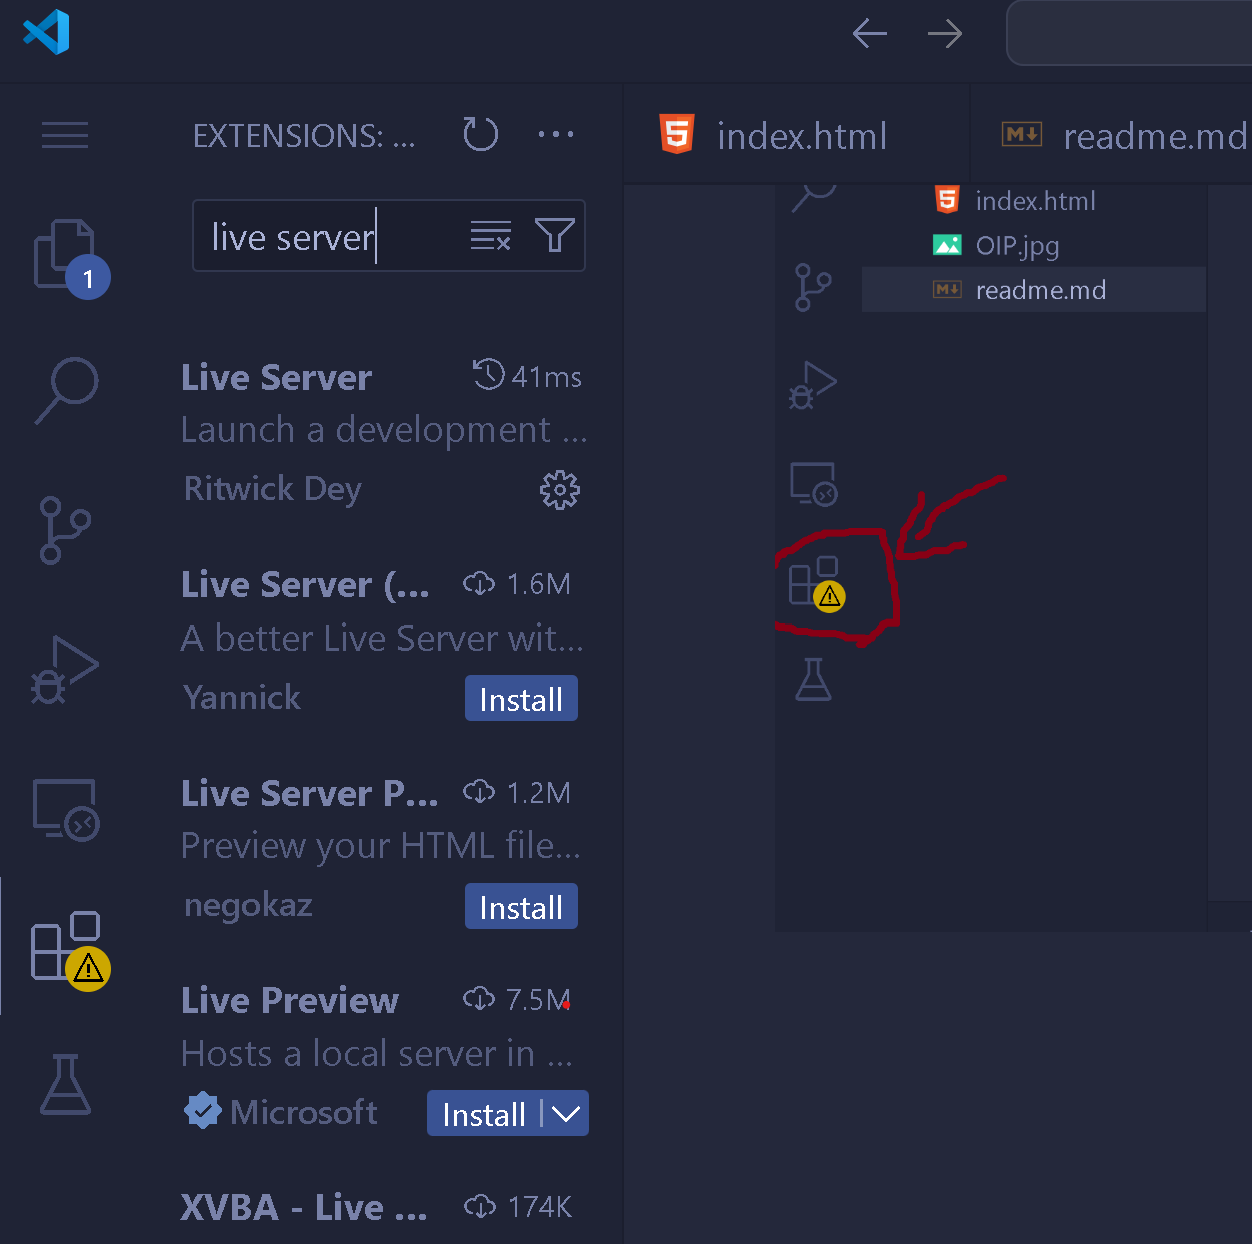 EXTENSIONS: ...
index.html
readme.md
live server
1
Live Server 41ms
Launch a development ...
Ritwick Dey
Live Server (... 1.6M
A better Live Server wit...
Yannick Install
Live Server P... 1.2M
Preview your HTML file...
negokaz Install
Live Preview 7.5M
Hosts a local server in ...
Microsoft Install
XVBA - Live ... 174K
index.html
OIP.jpg
readme.md